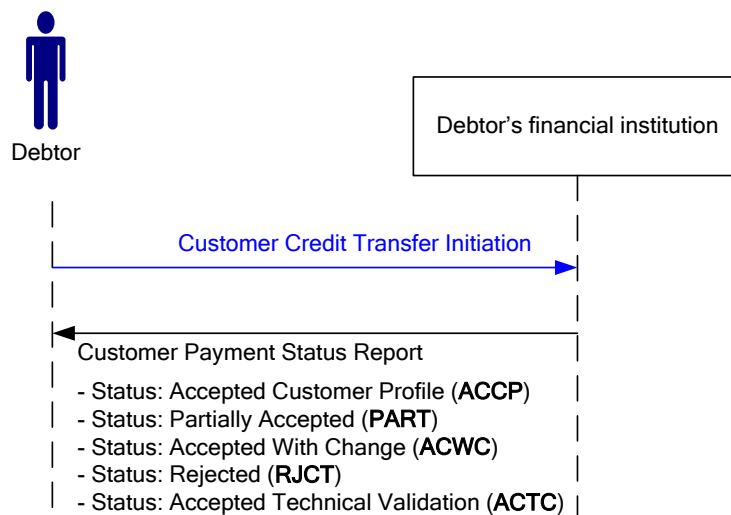 Debtor
Debtor's financial institution
Customer Credit Transfer Initiation
Customer Payment Status Report
- Status: Accepted Customer Profile (ACCP)
- Status: Partially Accepted (PART)
- Status: Accepted With Change (ACWC)
- Status: Rejected (RJCT)
- Status: Accepted Technical Validation (ACTC)